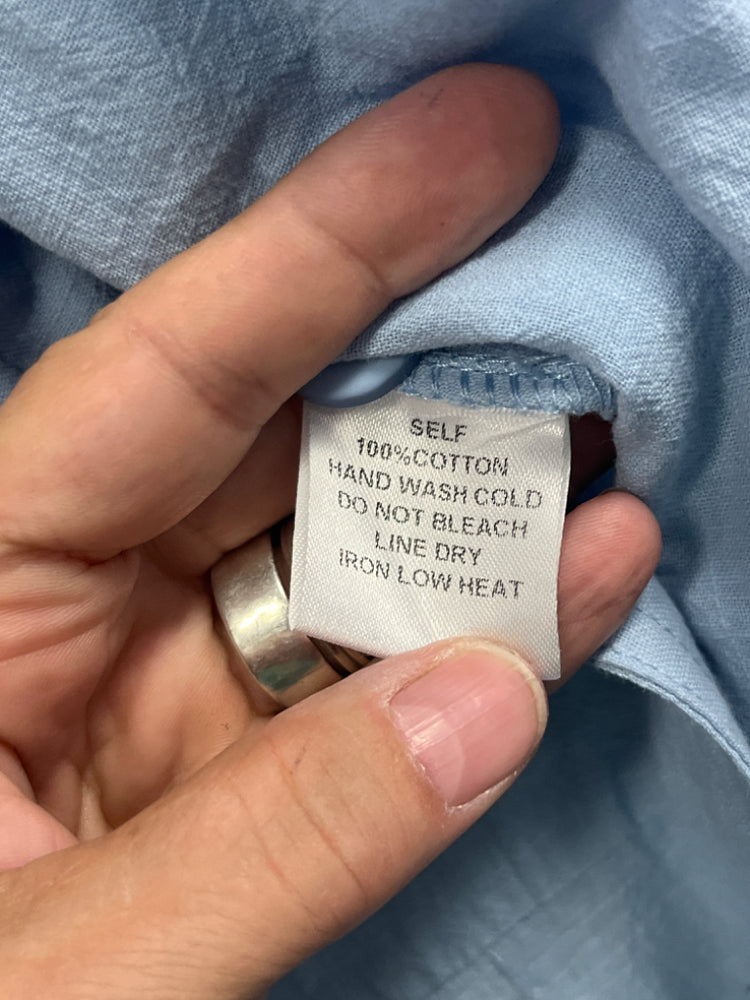 SELF
100%COTTON
HAND WASH COLD
DO NOT BLEACH
LINE DRY
IRON LOW HEAT